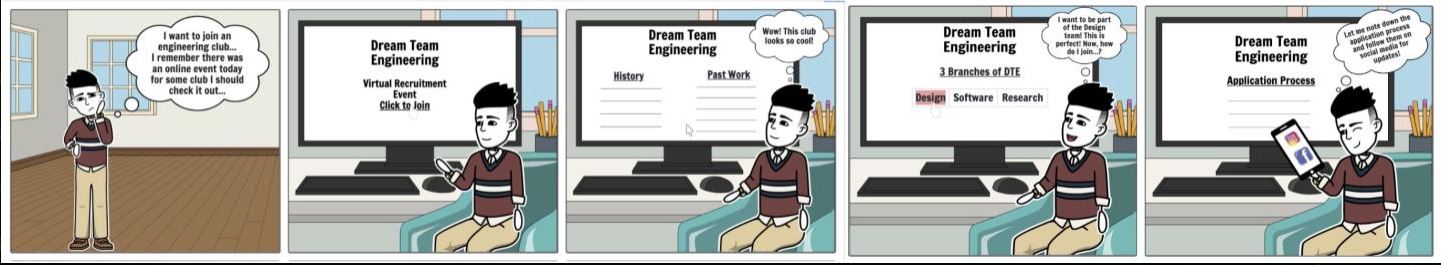 I want to join an
engineering club...
I remember there was
an online event today
for some club I should
check it out...
Dream Team
Engineering
Virtual Recruitment
Event
Click to Join
Wow! This club
looks so cool!
Dream Team
Engineering
History
Past Work
I want to be part
of the Design
team! This is
perfect! Now, how
do I join...?
Dream Team
Engineering
3 Branches of DTE
Design Software Research
Let me note down the
application process
and follow them on
social media for
updates!
Dream Team
Engineering
Application Process